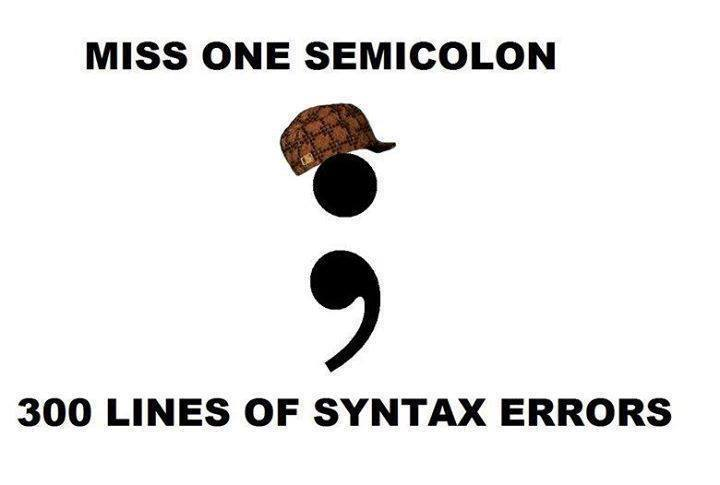 MISS ONE SEMICOLON
;
300 LINES OF SYNTAX ERRORS